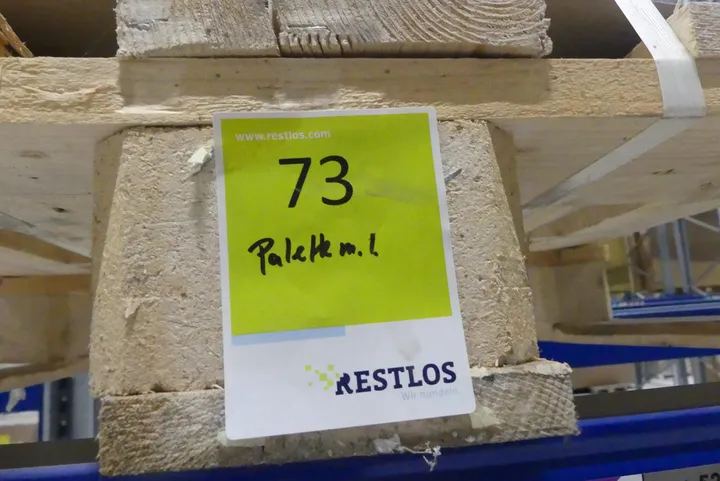 www.restlos.com
73
Palette m. I.
RESTLOS
Wir handeln.